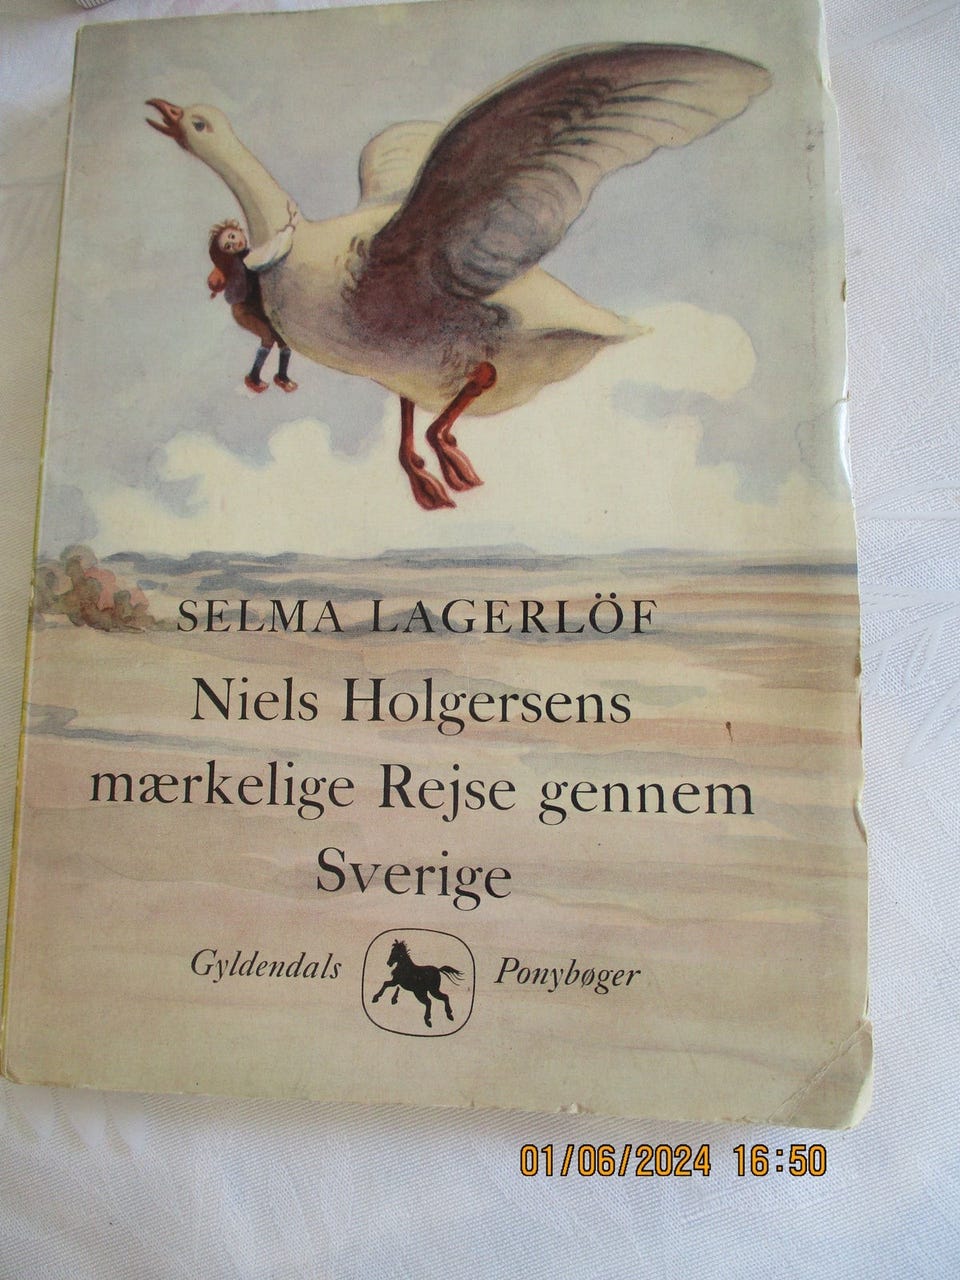 SELMA LAGERLÖF
Niels Holgersens
mærkelige Rejse gennem
Sverige
Gyldendals Ponybøger
01/06/2024 16:50